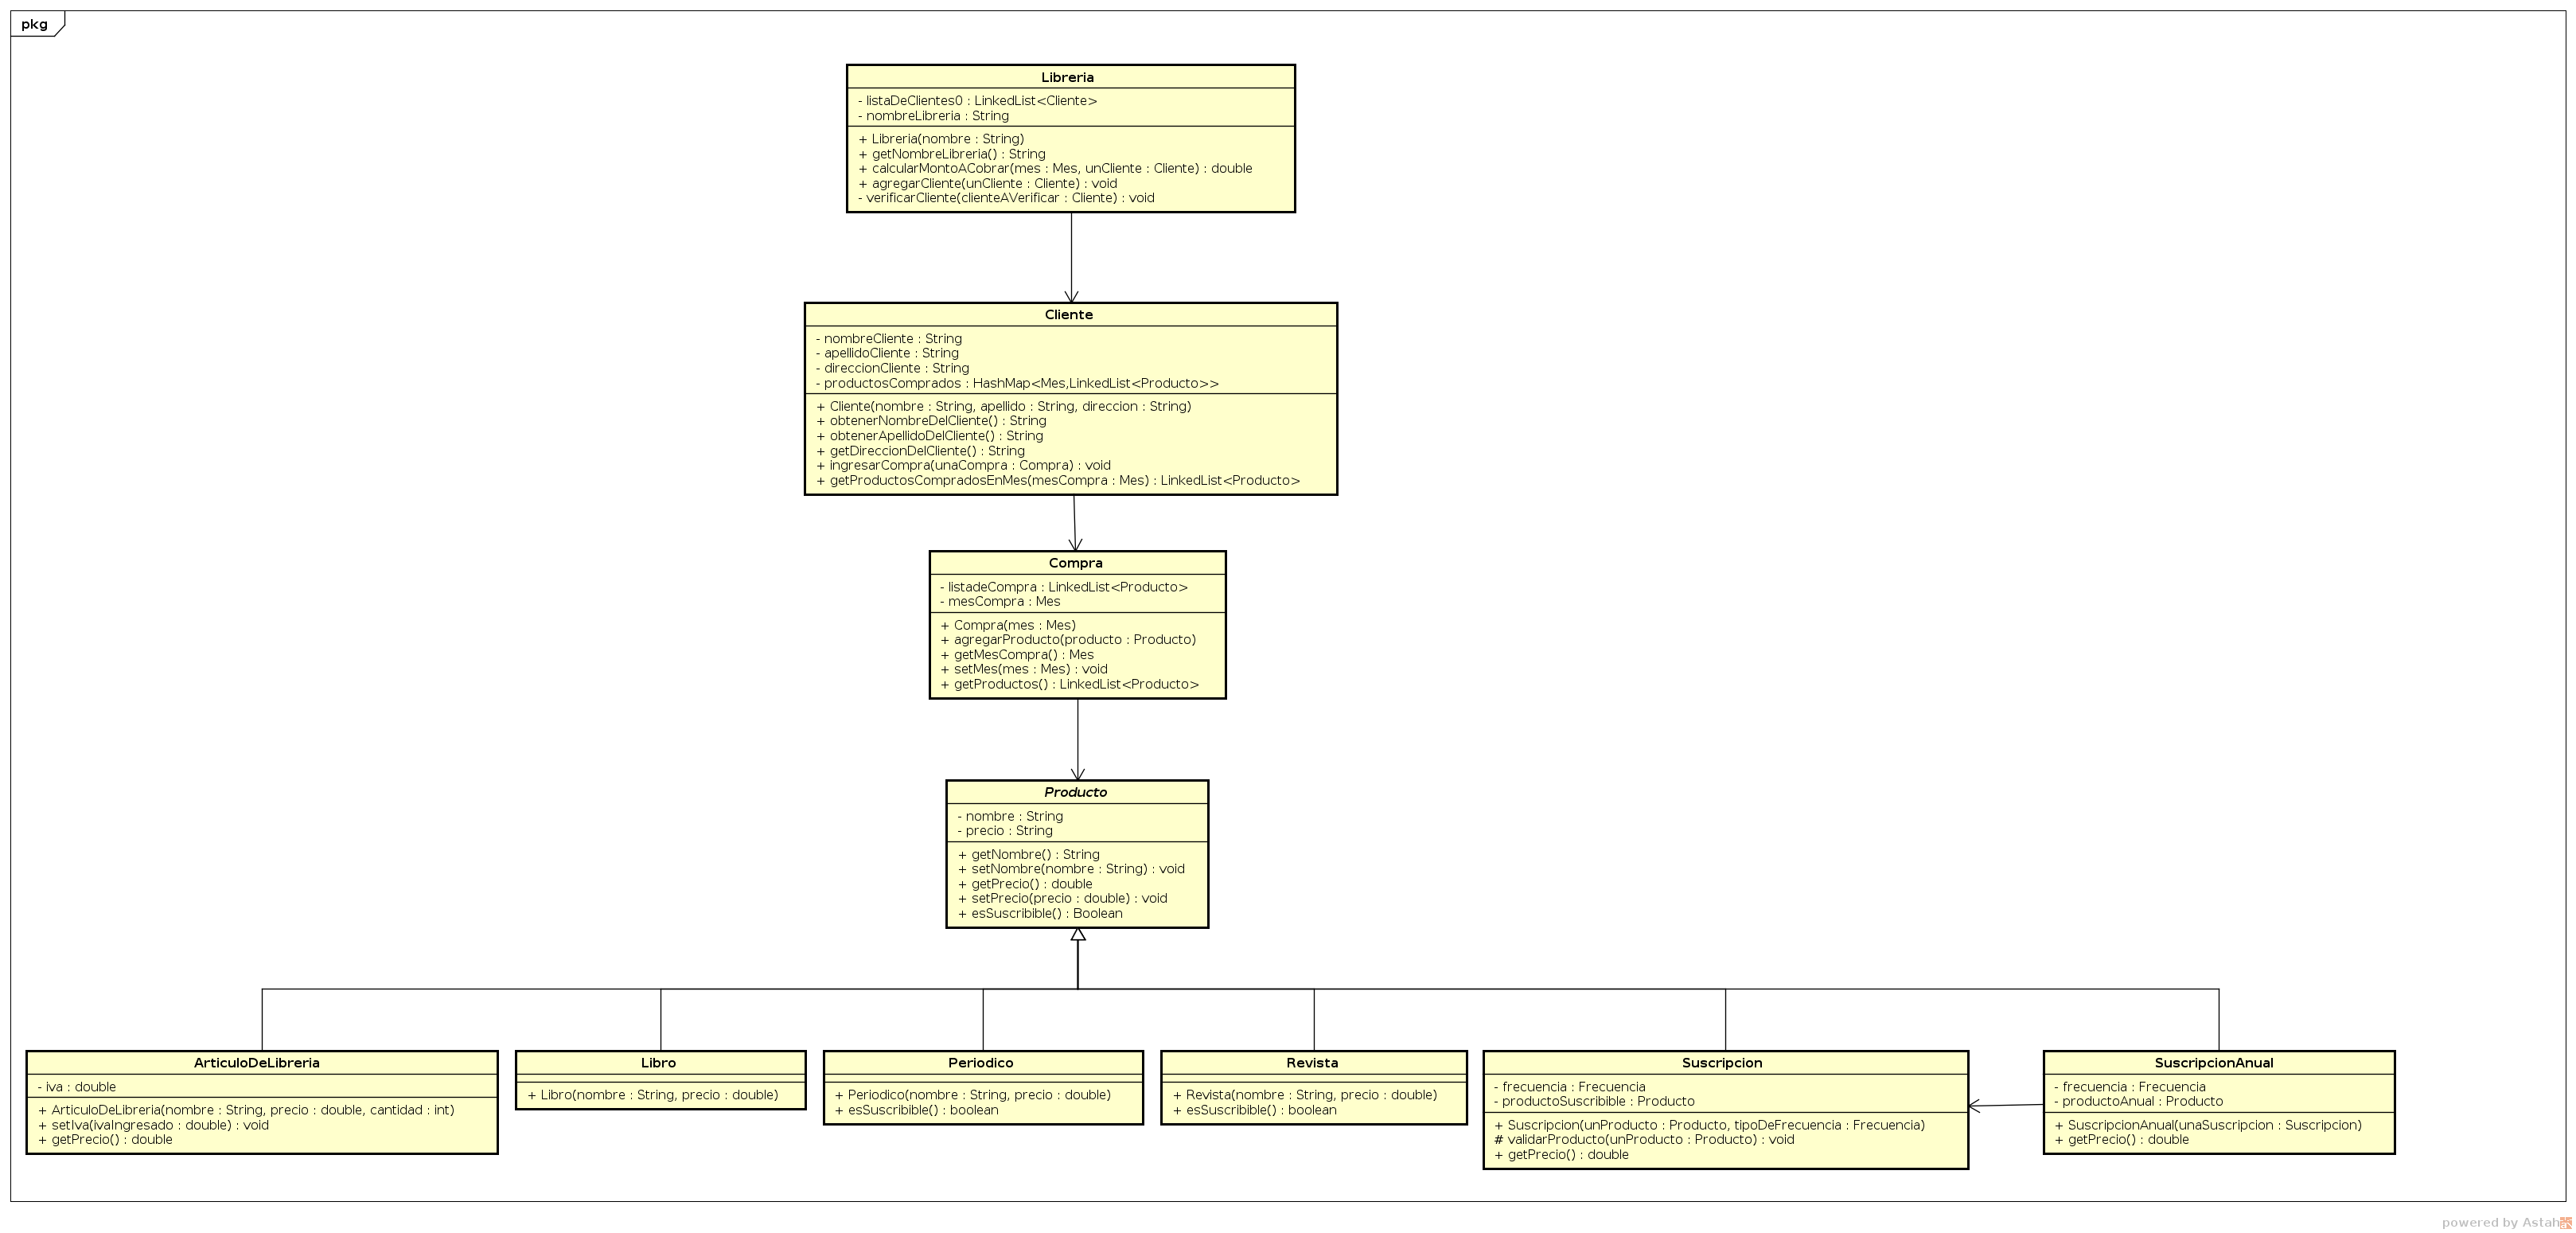 pkg
Libreria
- listaDeClientes0 : LinkedList<Cliente>
- nombreLibreria : String
+ Libreria(nombre : String)
+ getNombreLibreria() : String
+ calcularMontoACobrar(mes : Mes, unCliente : Cliente) : double
+ agregarCliente(unCliente : Cliente) : void
- verificarCliente(clienteAVerificar : Cliente) : void
Cliente
- nombreCliente : String
- apellidoCliente : String
- direccionCliente : String
- productosComprados : HashMap<Mes,LinkedList<Producto>>
+ Cliente(nombre : String, apellido : String, direccion : String)
+ obtenerNombreDelCliente() : String
+ obtenerApellidoDelCliente() : String
+ getDireccionDelCliente() : String
+ ingresarCompra(unaCompra : Compra) : void
+ getProductosCompradosEnMes(mesCompra : Mes) : LinkedList<Producto>
Compra
- listadeCompra : LinkedList<Producto>
- mesCompra : Mes
+ Compra(mes : Mes)
+ agregarProducto(producto : Producto)
+ getMesCompra() : Mes
+ setMes(mes : Mes) : void
+ getProductos() : LinkedList<Producto>
Producto
- nombre : String
- precio : String
+ getNombre() : String
+ setNombre(nombre : String) : void
+ getPrecio() : double
+ setPrecio(precio : double) : void
+ esSuscribible() : Boolean
ArticuloDeLibreria
- iva : double
+ ArticuloDeLibreria(nombre : String, precio : double, cantidad : int)
+ setIva(ivaIngresado : double) : void
+ getPrecio() : double
Libro
+ Libro(nombre : String, precio : double)
Periodico
+ Periodico(nombre : String, precio : double)
+ esSuscribible() : boolean
Revista
+ Revista(nombre : String, precio : double)
+ esSuscribible() : boolean
Suscripcion
- frecuencia : Frecuencia
- productoSuscribible : Producto
+ Suscripcion(unProducto : Producto, tipoDeFrecuencia : Frecuencia)
# validarProducto(unProducto : Producto) : void
+ getPrecio() : double
SuscripcionAnual
- frecuencia : Frecuencia
- productoAnual : Producto
+ SuscripcionAnual(unaSuscripcion : Suscripcion)
+ getPrecio() : double
powered by Astah